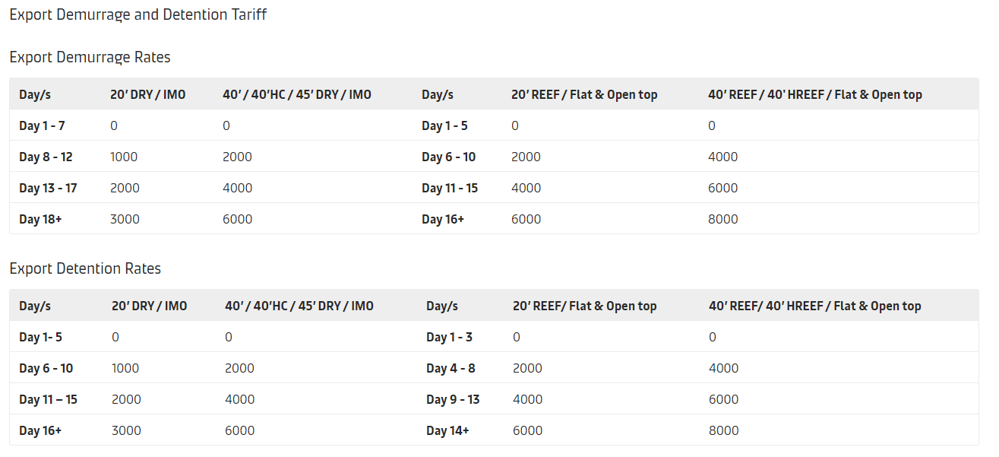 Export Demurrage and Detention Tariff
Export Demurrage Rates
Day/s 20′ DRY / IMO 40′ / 40′HC / 45′ DRY / IMO Day/s 20′ REEF / Flat & Open top 40′ REEF / 40' HREEF / Flat & Open top
Day 1 - 7 0 0 Day 1 - 5 0 0
Day 8 - 12 1000 2000 Day 6 - 10 2000 4000
Day 13 - 17 2000 4000 Day 11 - 15 4000 6000
Day 18+ 3000 6000 Day 16+ 6000 8000
Export Detention Rates
Day/s 20′ DRY / IMO 40′ / 40′HC / 45′ DRY / IMO Day/s 20′ REEF/ Flat & Open top 40′ REEF/ 40′ HREEF / Flat & Open top
Day 1- 5 0 0 Day 1 - 3 0 0
Day 6 - 10 1000 2000 Day 4 - 8 2000 4000
Day 11 – 15 2000 4000 Day 9 - 13 4000 6000
Day 16+ 3000 6000 Day 14+ 6000 8000